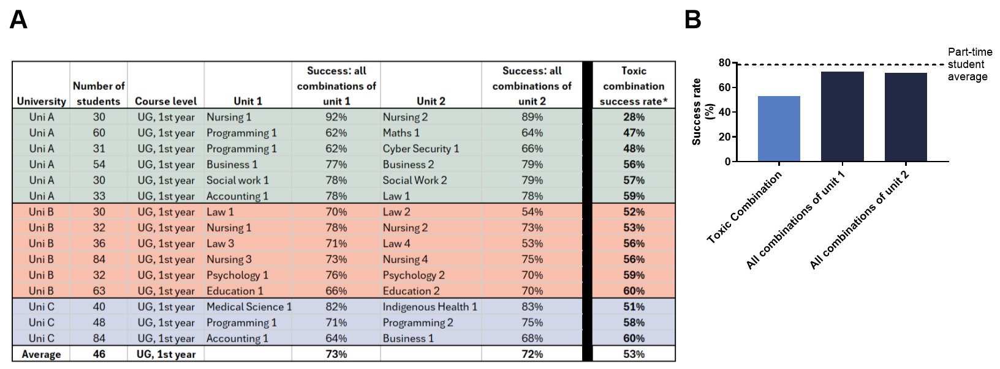 A
University Number of students Course level Unit 1 Success: all combinations of unit 1 Unit 2 Success: all combinations of unit 2 Toxic combination success rate*
Uni A 30 UG, 1st year Nursing 1 92% Nursing 2 89% 28%
Uni A 60 UG, 1st year Programming 1 62% Maths 1 64% 47%
Uni A 31 UG, 1st year Programming 1 62% Cyber Security 1 66% 48%
Uni A 54 UG, 1st year Business 1 77% Business 2 79% 56%
Uni A 30 UG, 1st year Social work 1 78% Social Work 2 79% 57%
Uni A 33 UG, 1st year Accounting 1 78% Law 1 78% 59%
Uni B 30 UG, 1st year Law 1 70% Law 2 54% 52%
Uni B 32 UG, 1st year Nursing 1 78% Nursing 2 73% 53%
Uni B 36 UG, 1st year Law 3 71% Law 4 53% 56%
Uni B 84 UG, 1st year Nursing 3 73% Nursing 4 75% 56%
Uni B 32 UG, 1st year Psychology 1 76% Psychology 2 70% 59%
Uni B 63 UG, 1st year Education 1 66% Education 2 70% 60%
Uni C 40 UG, 1st year Medical Science 1 82% Indigenous Health 1 83% 51%
Uni C 48 UG, 1st year Programming 1 71% Programming 2 75% 58%
Uni C 84 UG, 1st year Accounting 1 64% Business 1 68% 60%
Average 46 UG, 1st year 73% 72% 53%
B
Part-time
student
average
Success rate
(%)
80
60
40
20
0
Toxic Combination
All combinations of unit 1
All combinations of unit 2